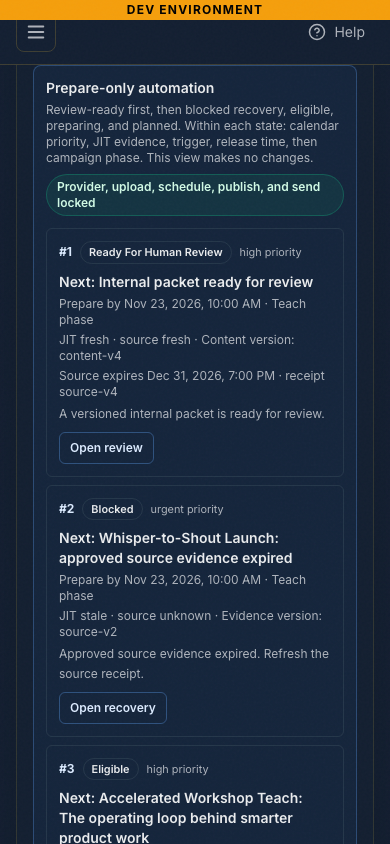 DEV ENVIRONMENT
Help
Prepare-only automation
Review-ready first, then blocked recovery, eligible,
preparing, and planned. Within each state: calendar
priority, JIT evidence, trigger, release time, then
campaign phase. This view makes no changes.
Provider, upload, schedule, publish, and send
locked
#1 Ready For Human Review high priority
Next: Internal packet ready for review
Prepare by Nov 23, 2026, 10:00 AM · Teach
phase
JIT fresh · source fresh · Content version:
content-v4
Source expires Dec 31, 2026, 7:00 PM · receipt
source-v4
A versioned internal packet is ready for review.
Open review
#2 Blocked urgent priority
Next: Whisper-to-Shout Launch:
approved source evidence expired
Prepare by Nov 23, 2026, 10:00 AM · Teach
phase
JIT stale · source unknown · Evidence version:
source-v2
Approved source evidence expired. Refresh the
source receipt.
Open recovery
#3 Eligible high priority
Next: Accelerated Workshop Teach:
The operating loop behind smarter
product work